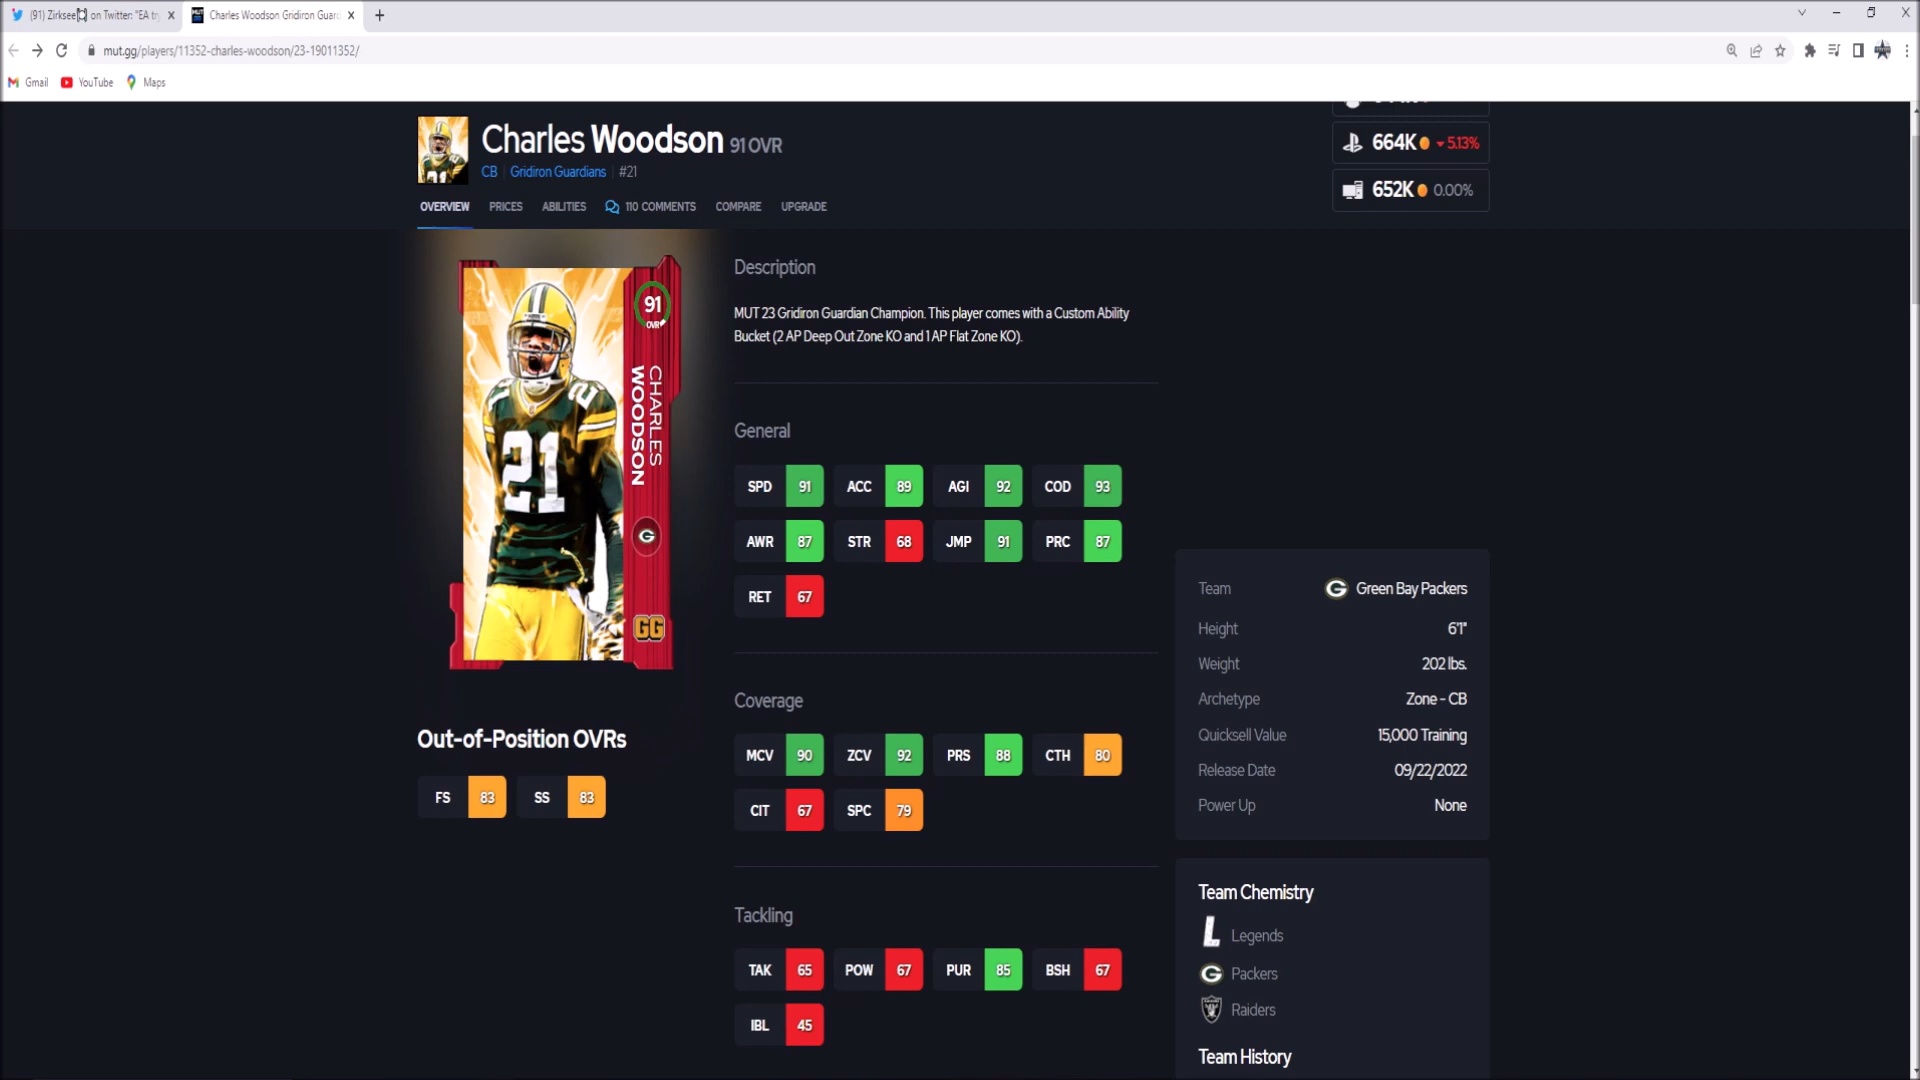 (91) Zirksee on Twitter: "EA try
Charles Woodson Gridiron Guard
mut.gg/players/11352-charles-woodson/23-19011352/
Gmail YouTube Maps
Charles Woodson 91 OVR
CB Gridiron Guardians #21
664K 5.13%
652K 0.00%
OVERVIEW PRICES ABILITIES 110 COMMENTS COMPARE UPGRADE
91
OVR
CHARLES
WOODSON
21
G
GG
Out-of-Position OVRs
FS 83 SS 83
Description
MUT 23 Gridiron Guardian Champion. This player comes with a Custom Ability
Bucket (2 AP Deep Out Zone KO and 1 AP Flat Zone KO).
General
SPD 91 ACC 89 AGI 92 COD 93
AWR 87 STR 68 JMP 91 PRC 87
RET 67
Coverage
MCV 90 ZCV 92 PRS 88 CTH 80
CIT 67 SPC 79
Tackling
TAK 65 POW 67 PUR 85 BSH 67
IBL 45
Team G Green Bay Packers
Height 6'1"
Weight 202 lbs.
Archetype Zone - CB
Quicksell Value 15,000 Training
Release Date 09/22/2022
Power Up None
Team Chemistry
L Legends
G Packers
Raiders
Team History